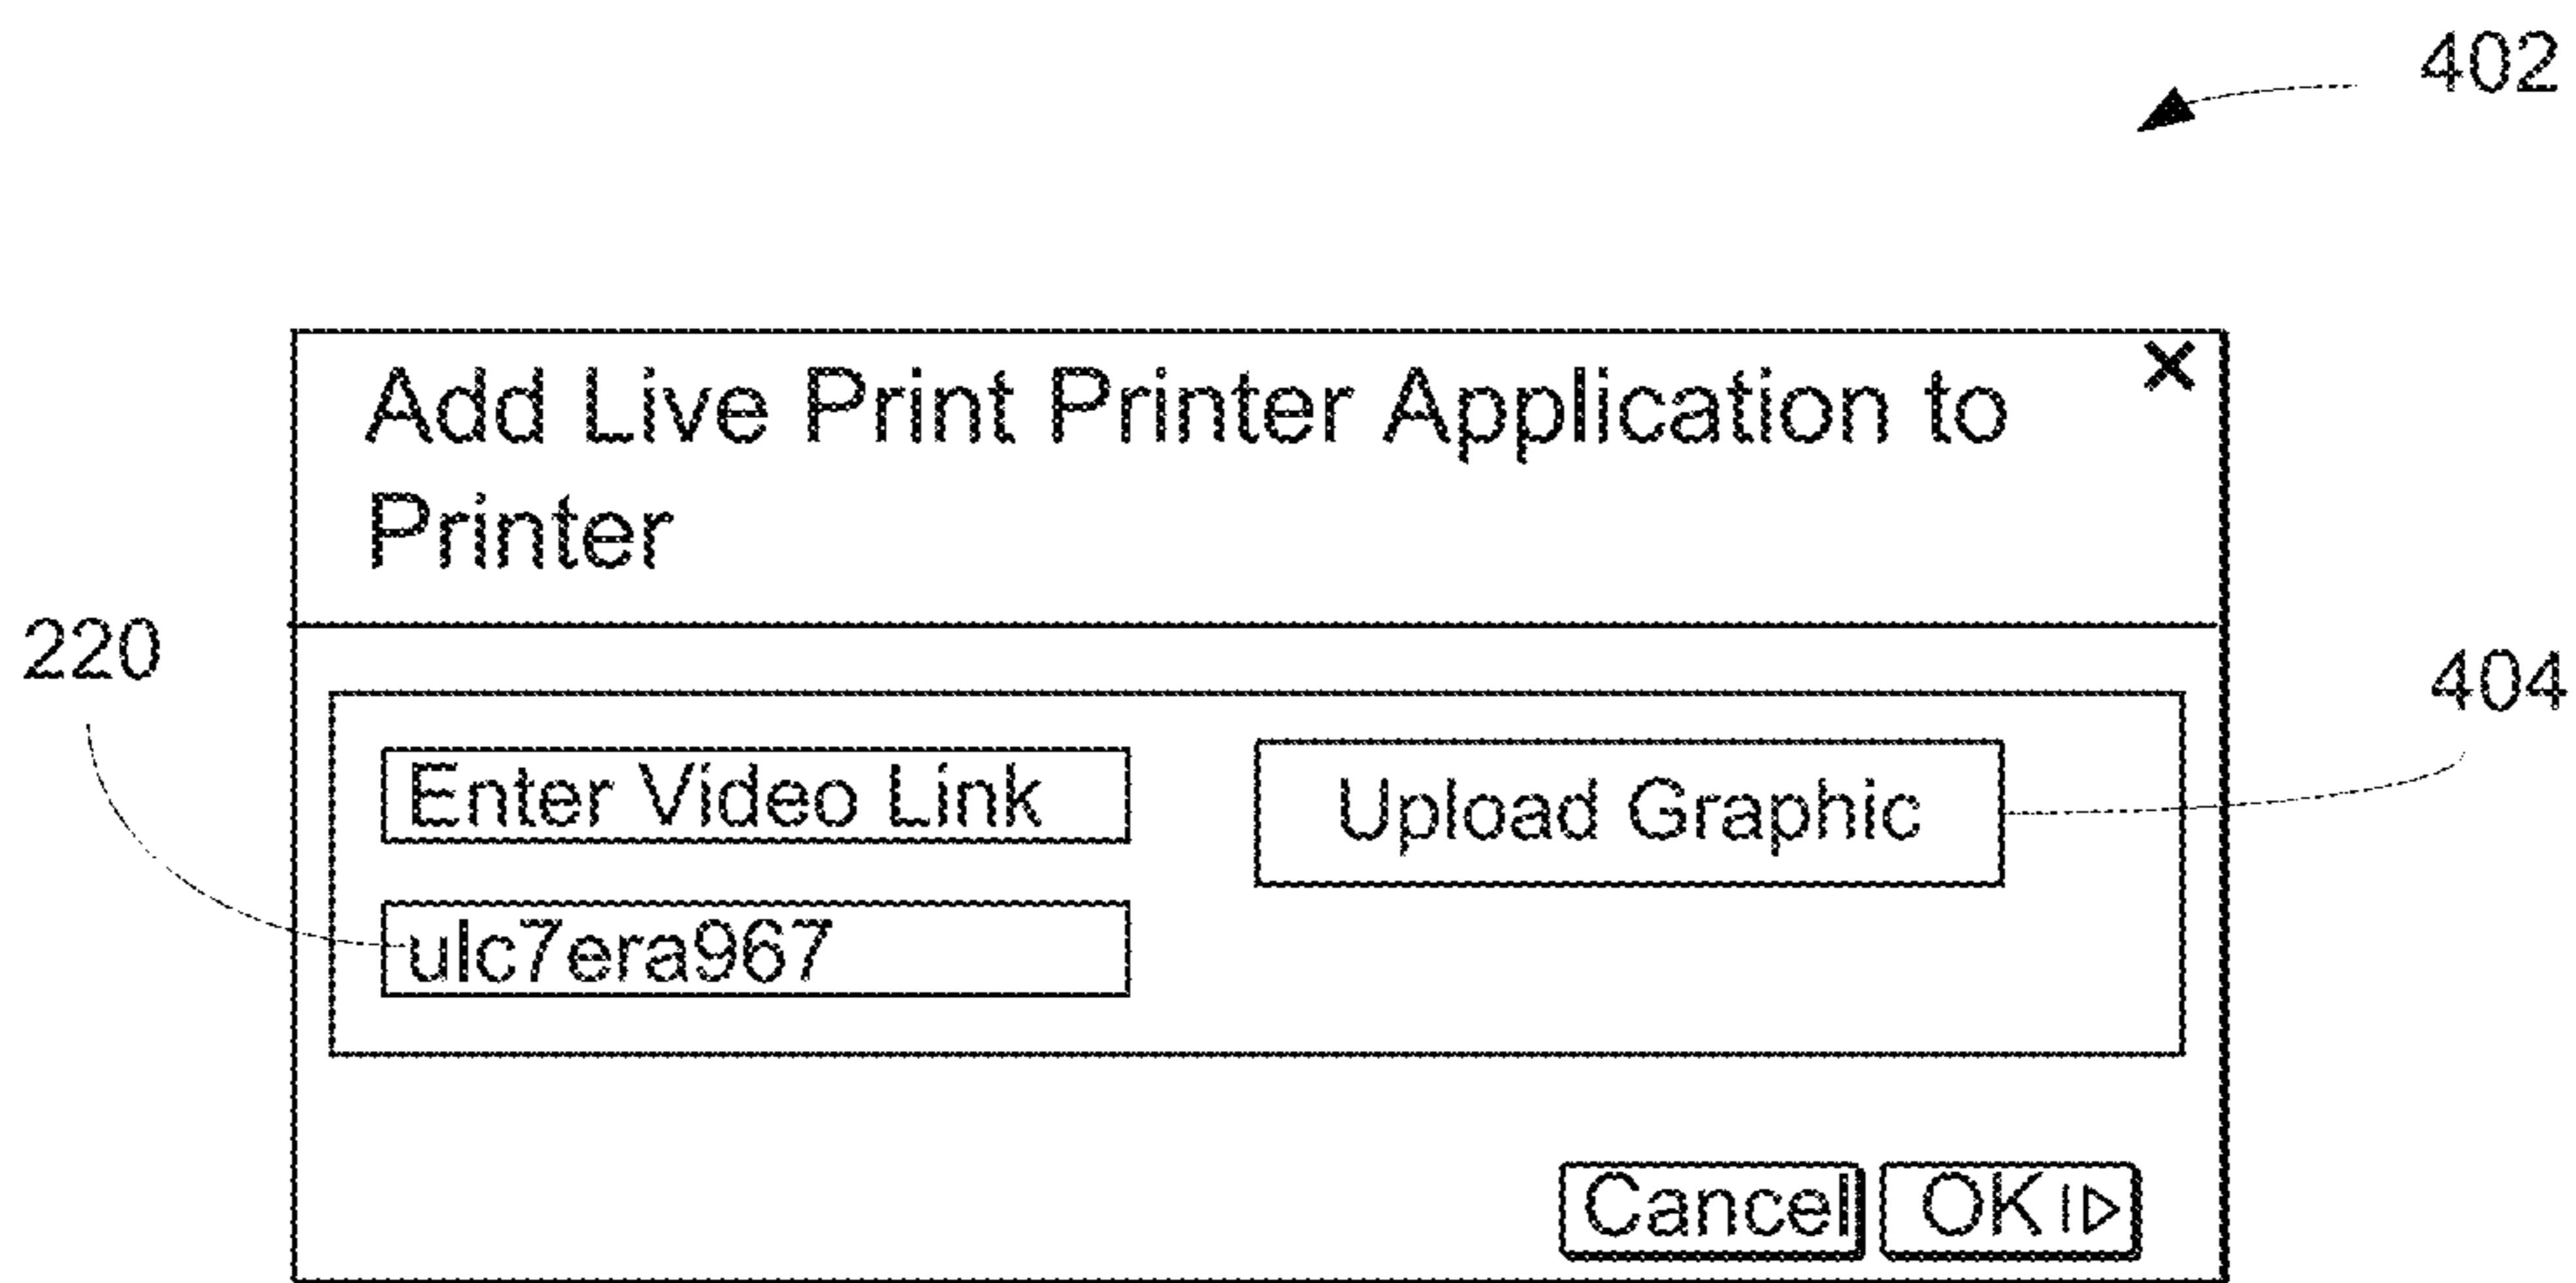 402
Add Live Print Printer Application to
Printer
×
220
404
Enter Video Link
Upload Graphic
ulc7era967
Cancel
OK